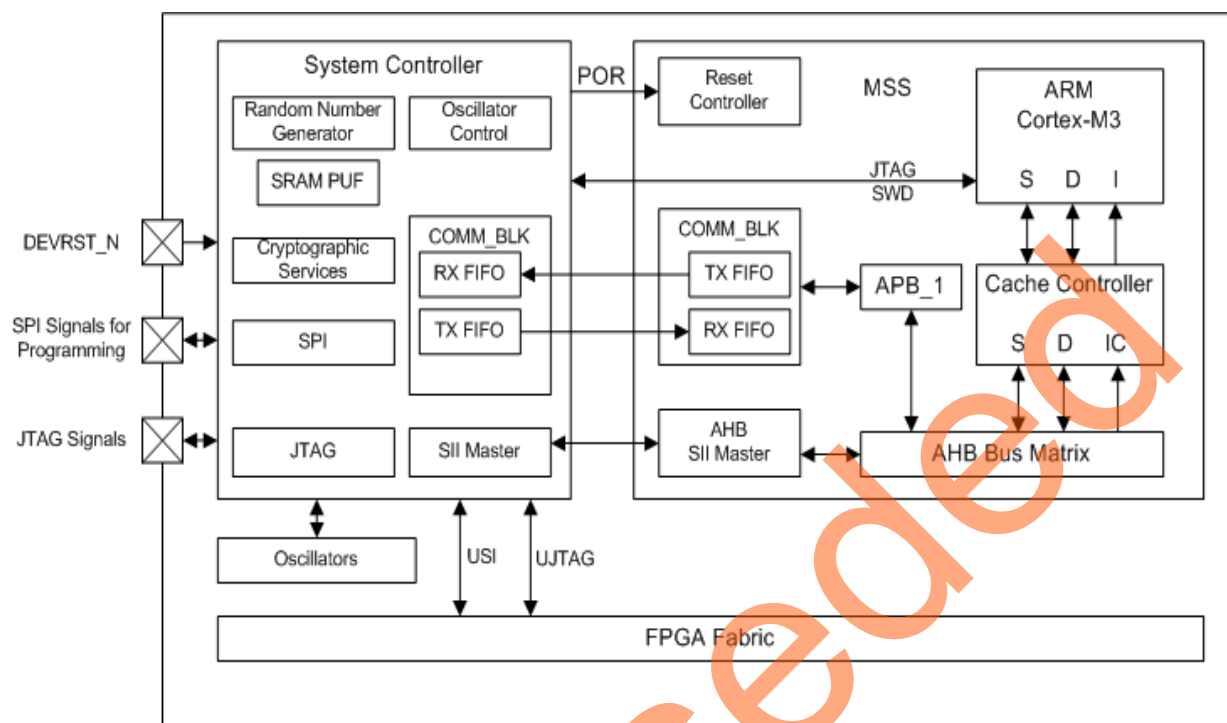 System Controller
Random Number
Generator
Oscillator
Control
SRAM PUF
Cryptographic
Services
COMM_BLK
RX FIFO
TX FIFO
SPI
JTAG
SII Master
DEVRST_N
SPI Signals for
Programming
JTAG Signals
POR
Reset
Controller
MSS
ARM
Cortex-M3
S D I
JTAG
SWD
COMM_BLK
TX FIFO
RX FIFO
APB_1
Cache Controller
S D IC
AHB
SII Master
AHB Bus Matrix
Oscillators
USI
UJTAG
FPGA Fabric
seded